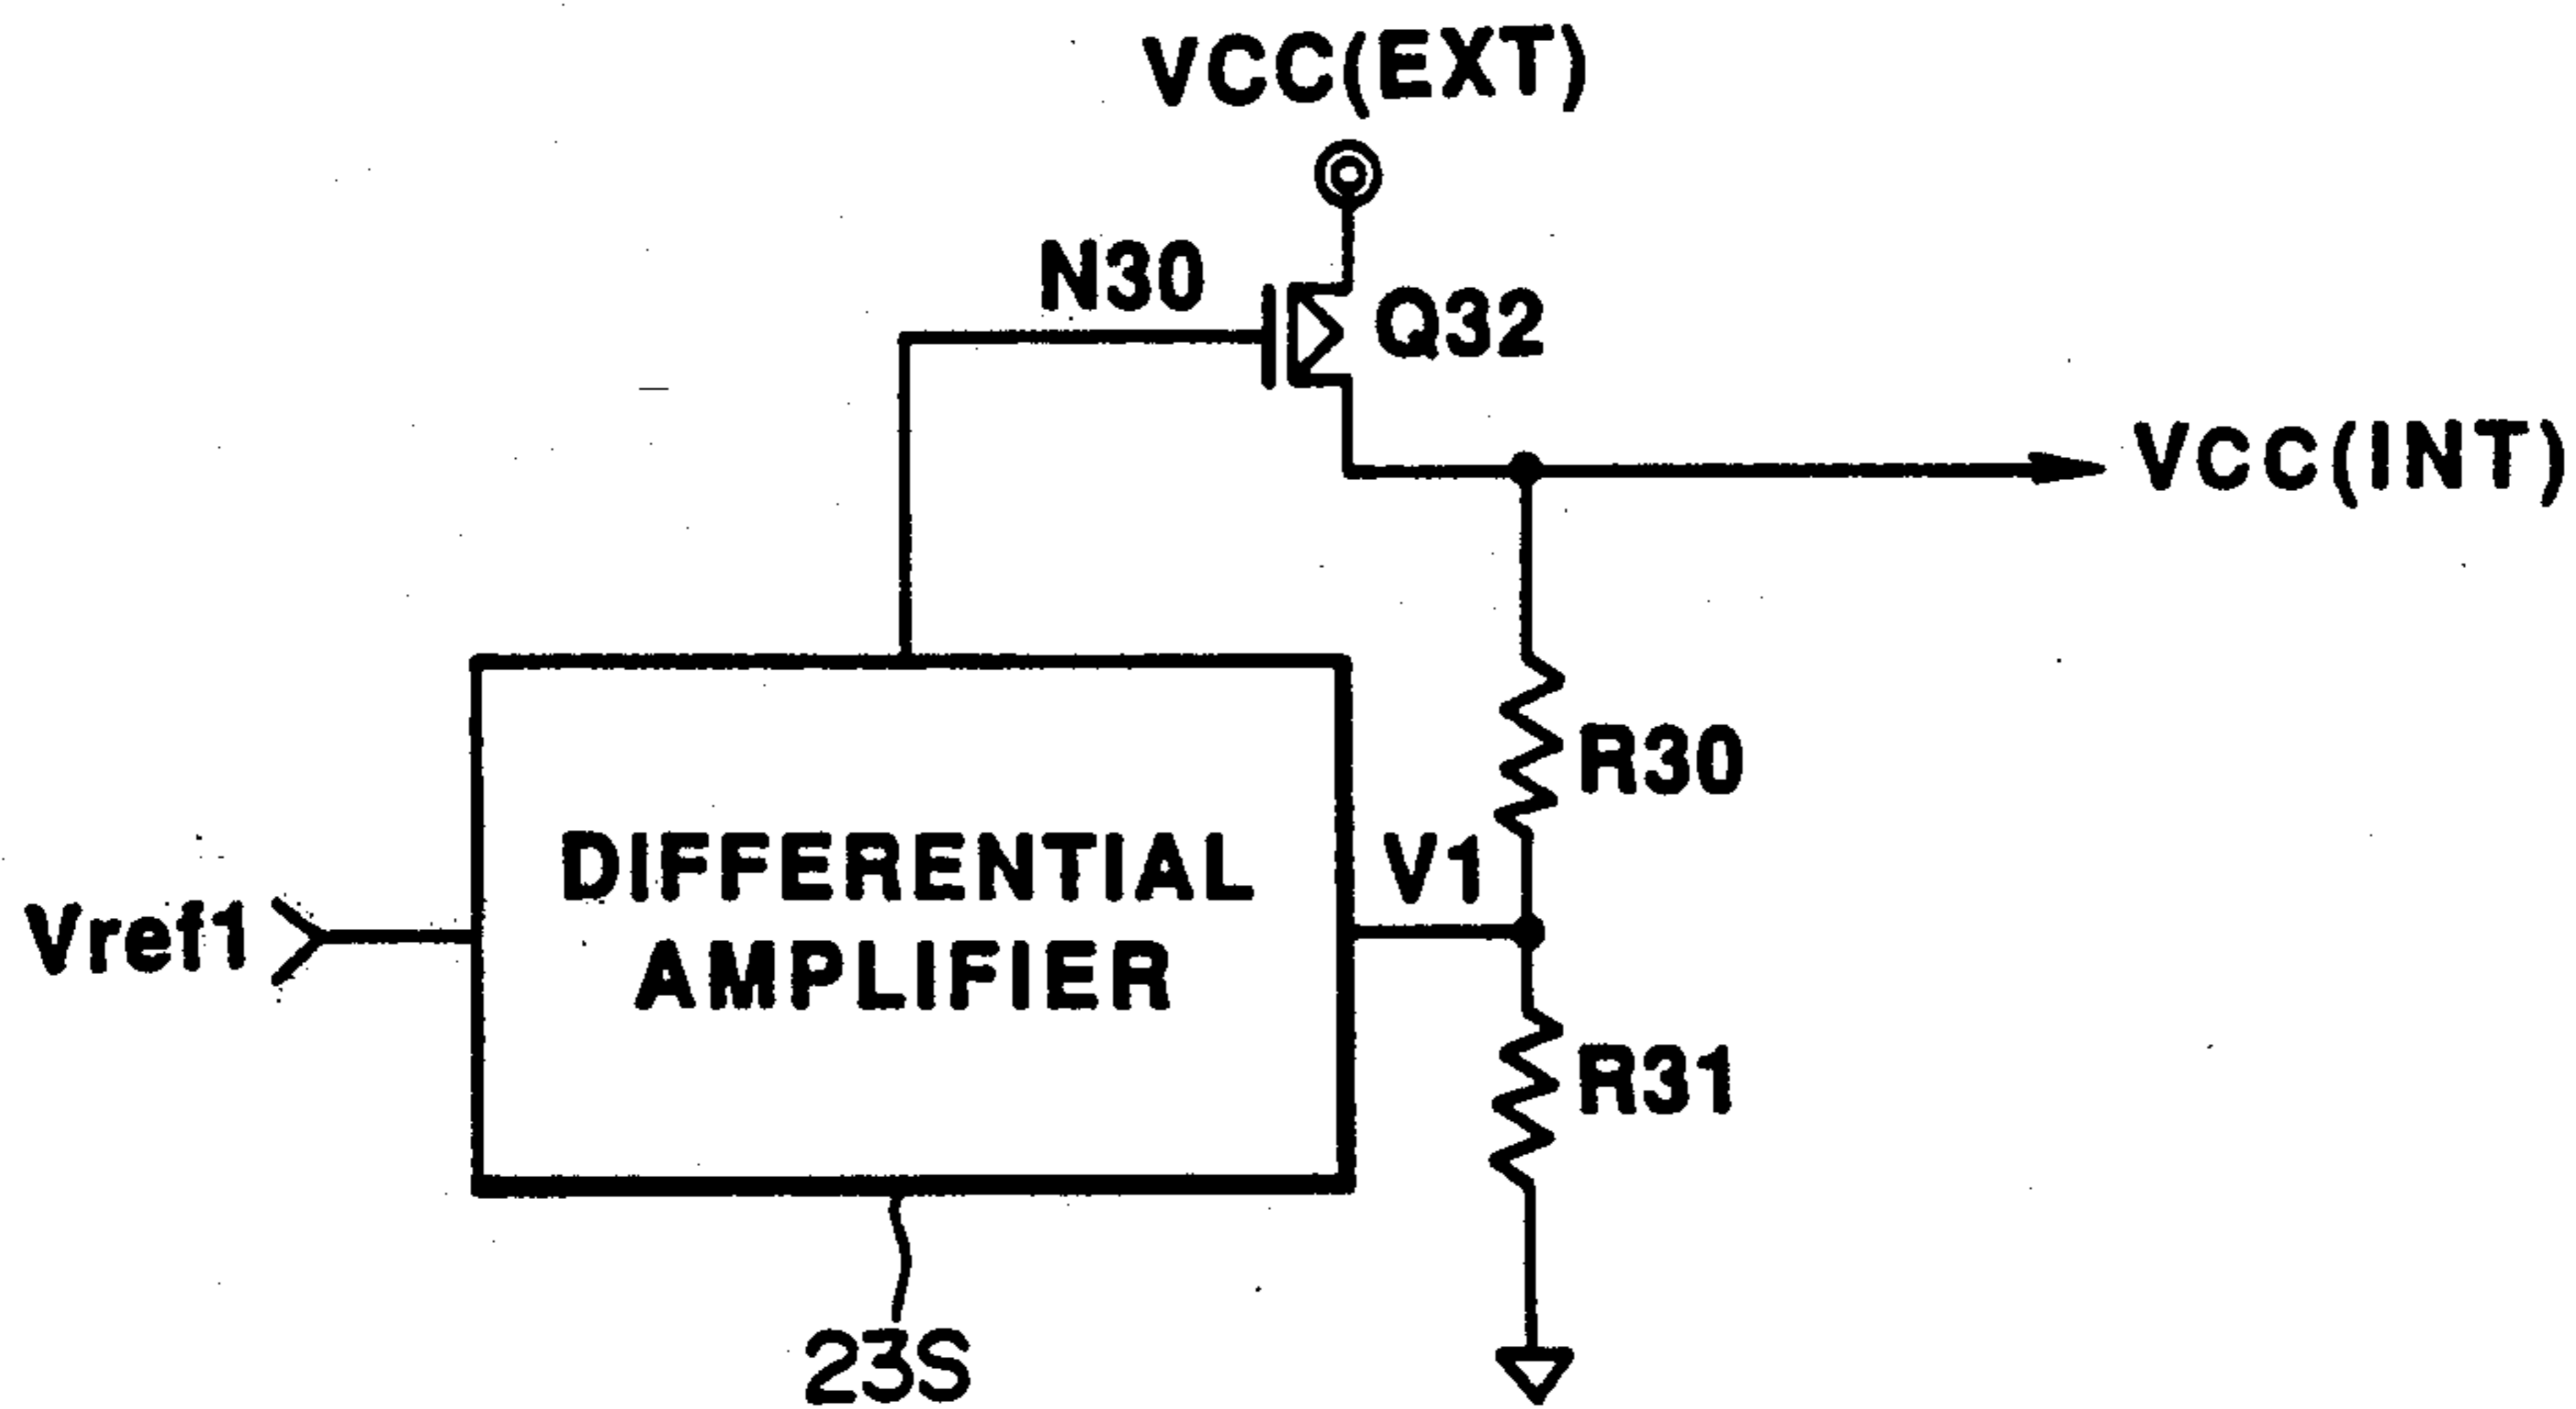 VCC(EXT)
N30
Q32
VCC(INT)
R30
DIFFERENTIAL
AMPLIFIER
V1
Vref1
R31
23S